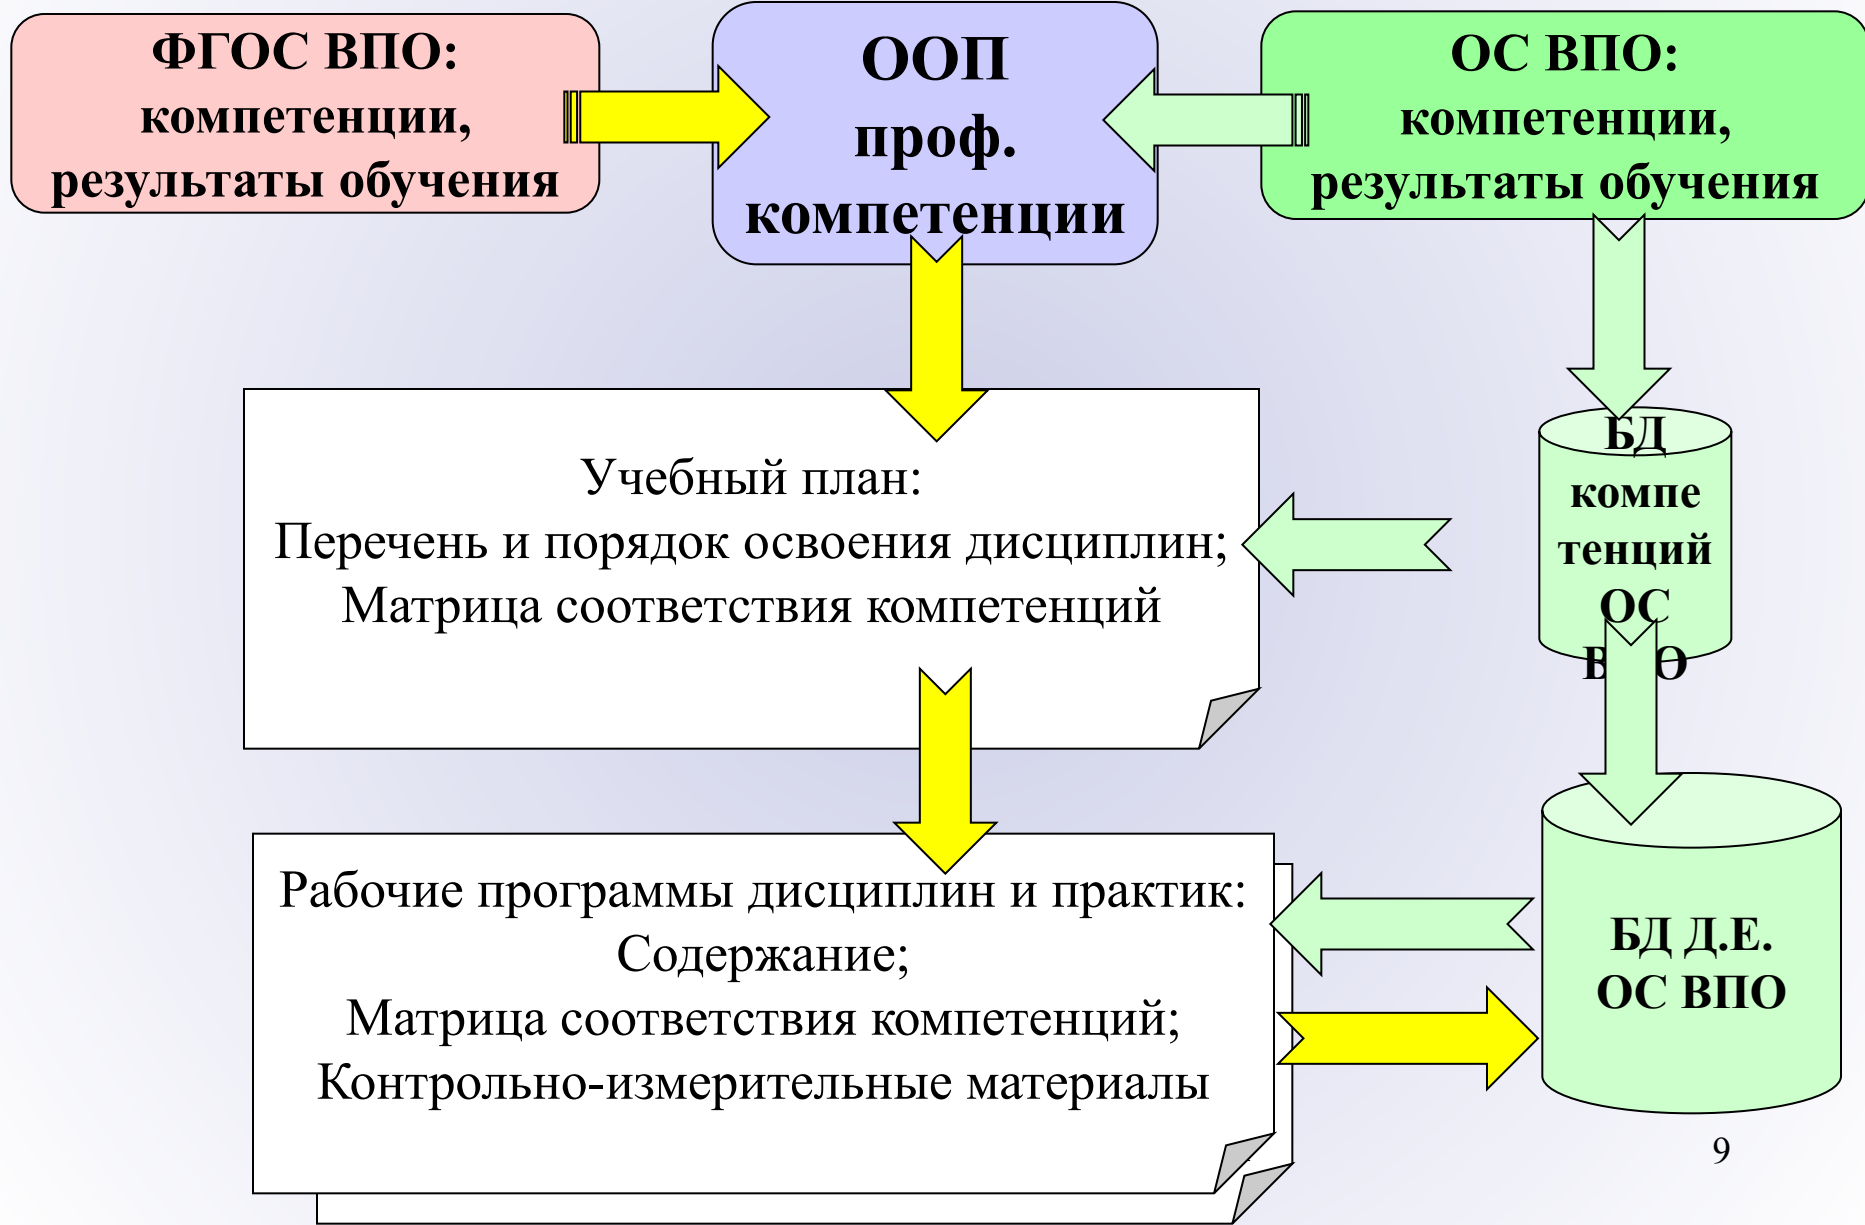 ФГОС ВПО:
компетенции,
результаты обучения
ООП
проф.
компетенции
ОС ВПО:
компетенции,
результаты обучения
Учебный план:
Перечень и порядок освоения дисциплин;
Матрица соответствия компетенций
БД
компе
тенций
ОС
ВПО
Рабочие программы дисциплин и практик:
Содержание;
Матрица соответствия компетенций;
Контрольно-измерительные материалы
БД Д.Е.
ОС ВПО
9